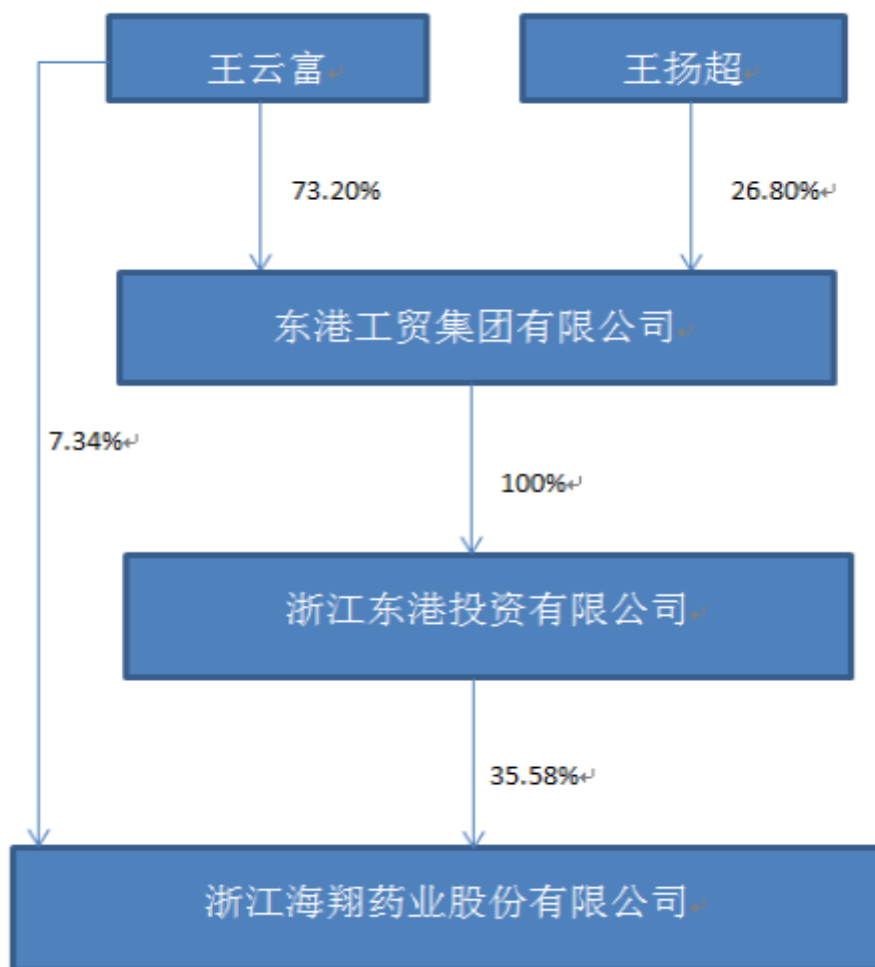 王云富
王扬超
73.20%
26.80%
东港工贸集团有限公司
7.34%
100%
浙江东港投资有限公司
35.58%
浙江海翔药业股份有限公司